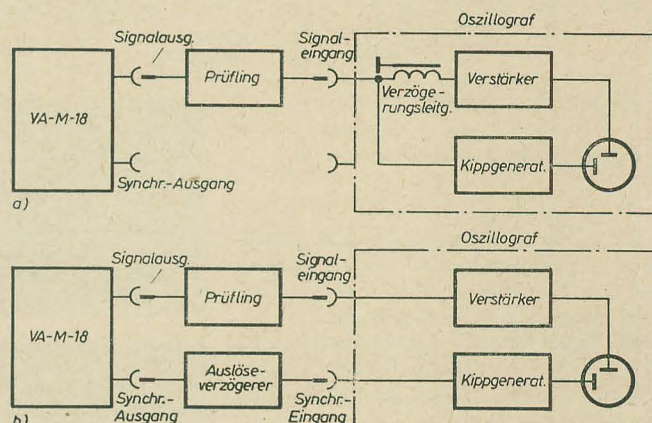 Oszillograf
Signalausg.
Signal-
eingang
VA-M-18
Prüfling
Verzöge-
rungsleitg.
Verstärker
Kippgenerat.
Synchr.-Ausgang
a)
Oszillograf
Signalausg.
Signal-
eingang
VA-M-18
Prüfling
Verstärker
Auslöse-
verzögerer
Kippgenerat.
Synchr.-
Ausgang
Synchr.-
Eingang
b)